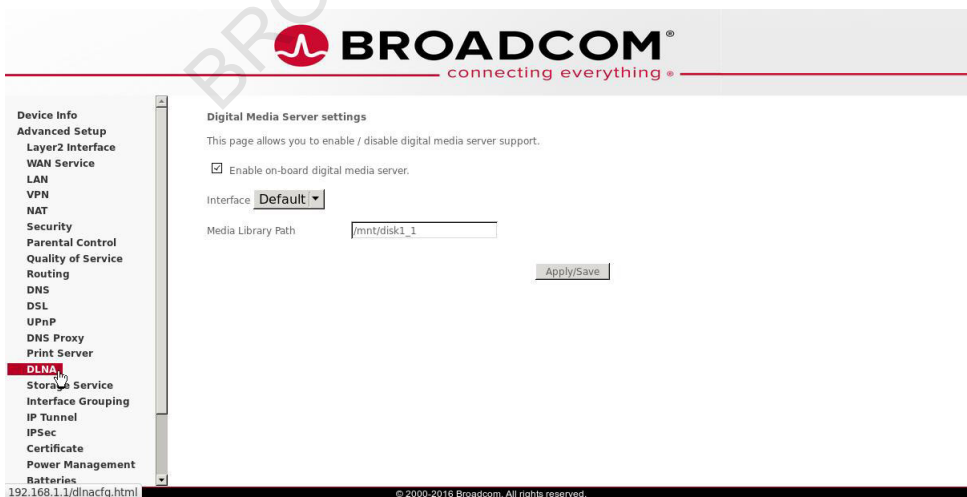 BRO
BROADCOM®
connecting everything ®
Device Info
Advanced Setup
Layer2 Interface
WAN Service
LAN
VPN
NAT
Security
Parental Control
Quality of Service
Routing
DNS
DSL
UPnP
DNS Proxy
Print Server
DLNA
Storage Service
Interface Grouping
IP Tunnel
IPSec
Certificate
Power Management
Batteries
192.168.1.1/dlnacfg.html
Digital Media Server settings
This page allows you to enable / disable digital media server support.
Enable on-board digital media server.
Interface Default
Media Library Path /mnt/disk1_1
Apply/Save
© 2000-2016 Broadcom. All rights reserved.